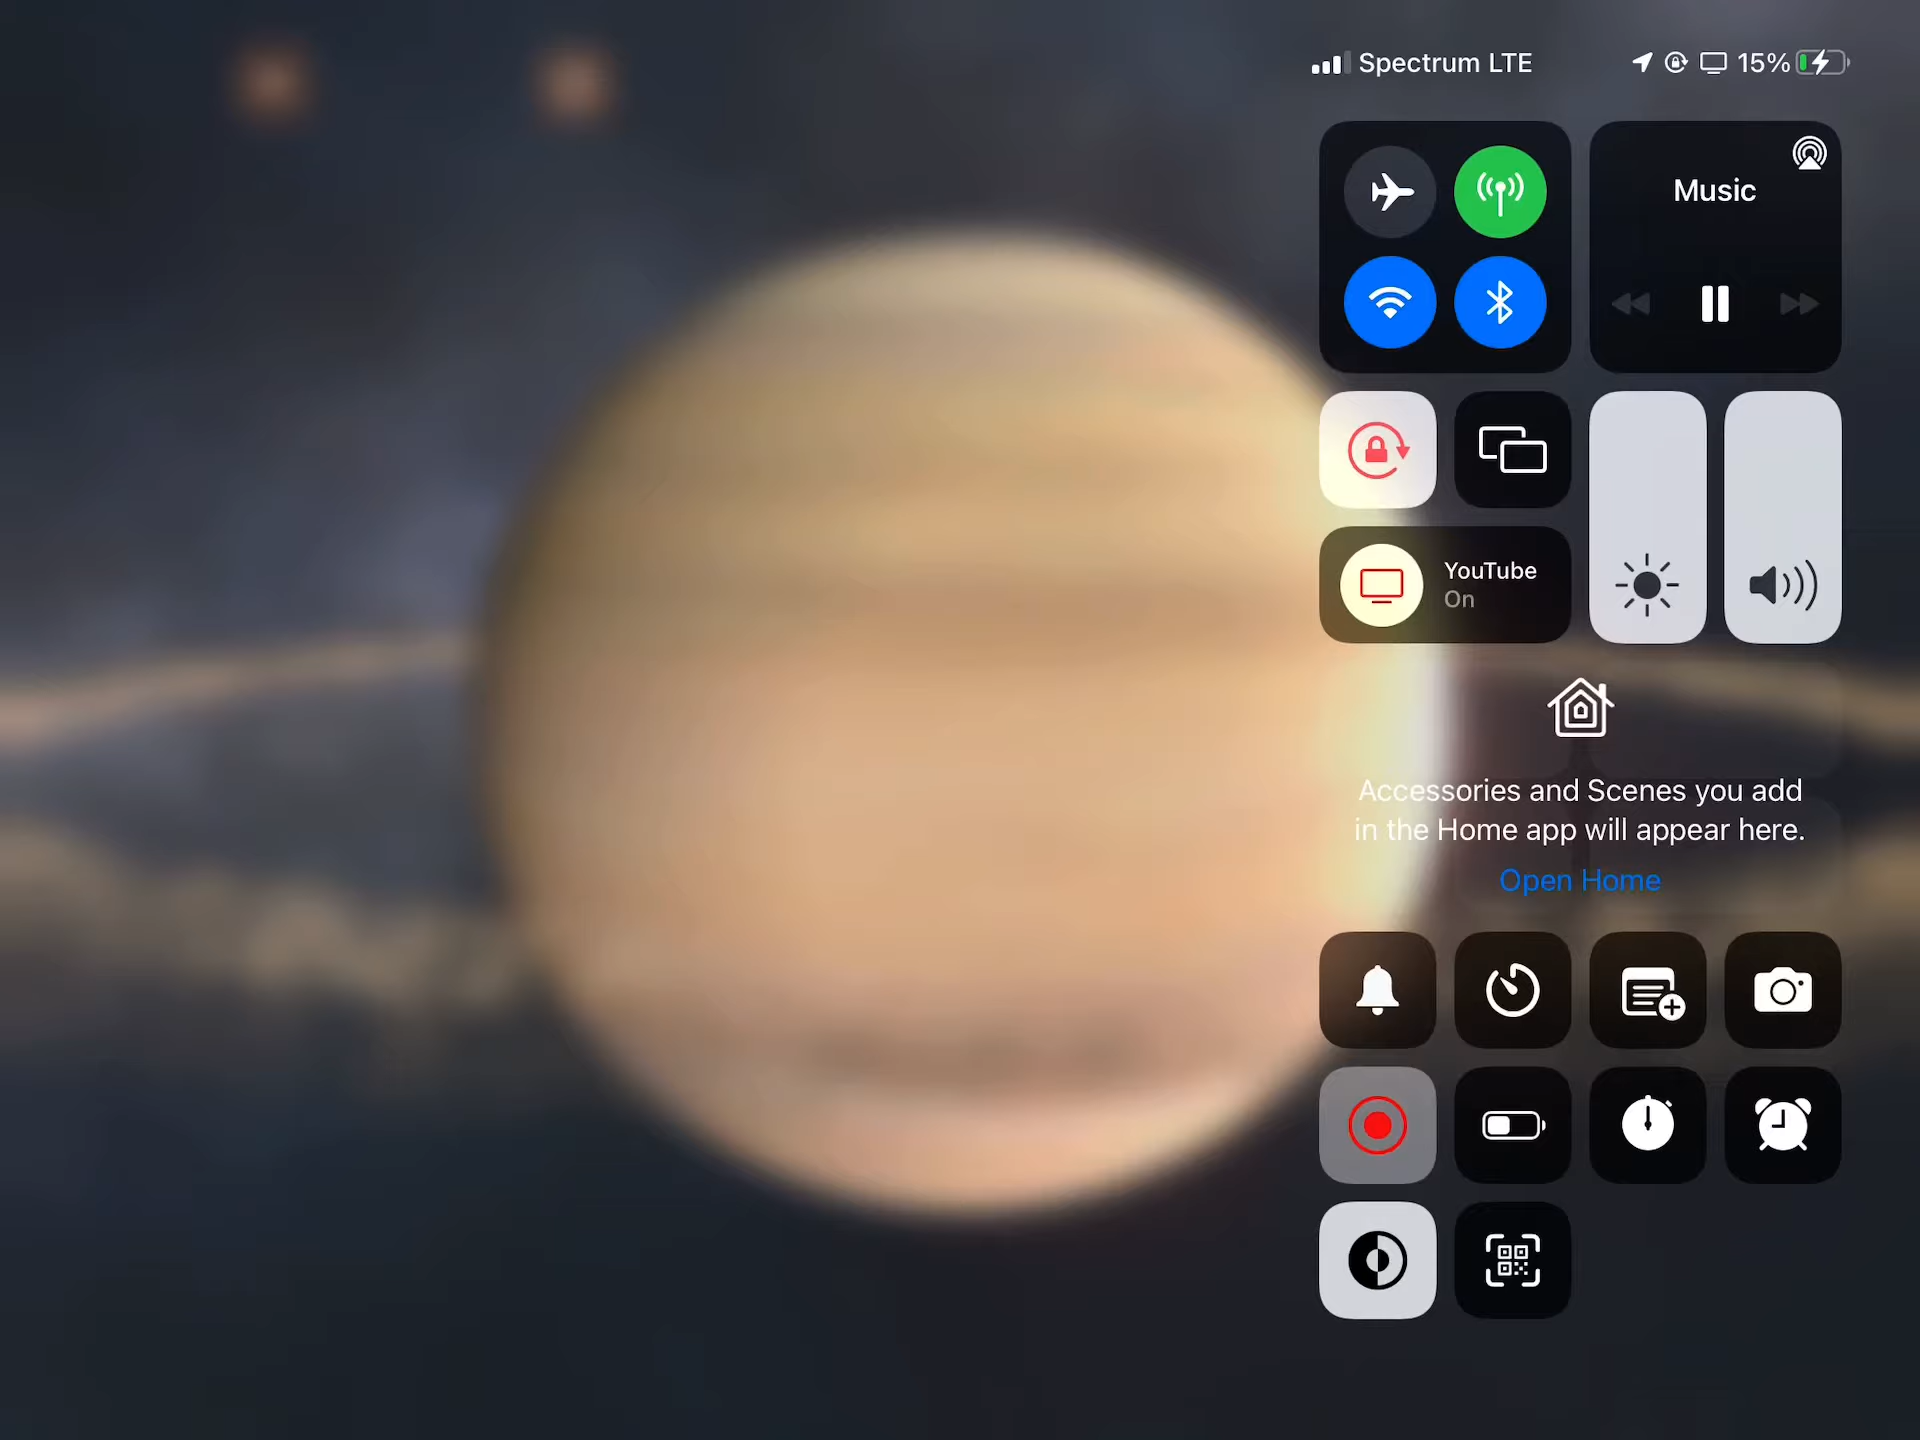 Spectrum LTE
15%
Music
YouTube
On
Accessories and Scenes you add
in the Home app will appear here.
Open Home